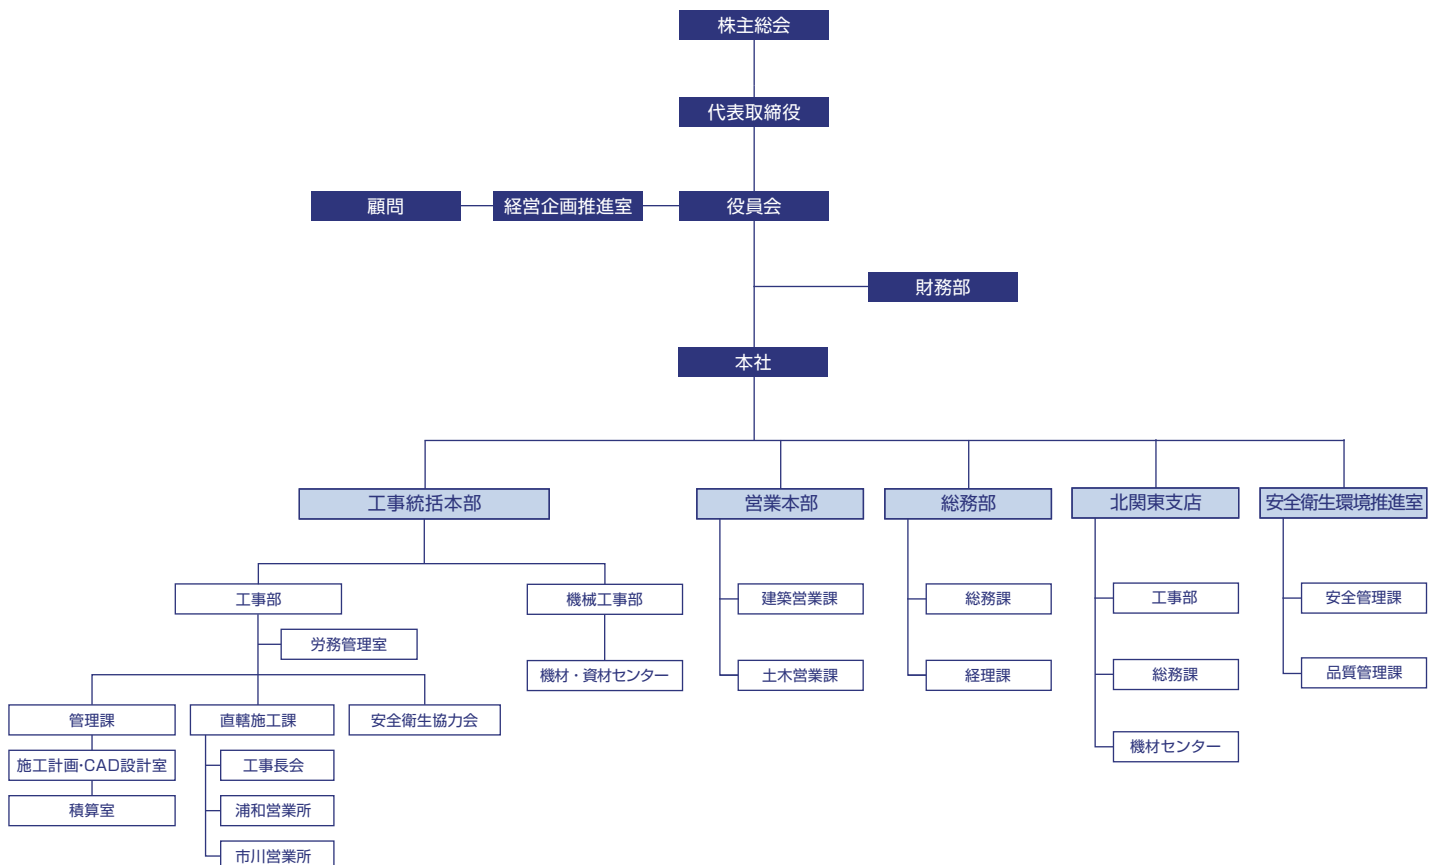 株主総会
代表取締役
顧問
経営企画推進室
役員会
財務部
本社
工事統括本部
営業本部
総務部
北関東支店
安全衛生環境推進室
工事部
機械工事部
建築営業課
総務課
工事部
安全管理課
労務管理室
機材・資材センター
土木営業課
経理課
総務課
品質管理課
管理課
直轄施工課
安全衛生協力会
機材センター
施工計画・CAD設計室
工事長会
積算室
浦和営業所
市川営業所